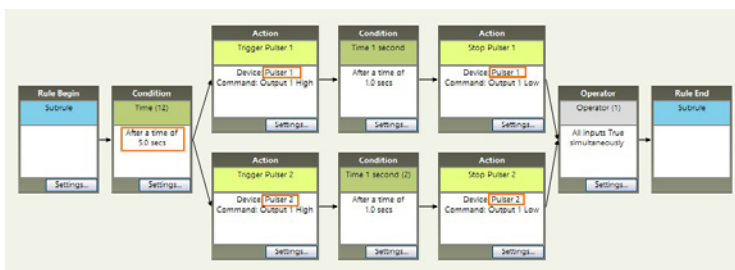 Rule Begin
Subrule
Settings...
Condition
Time (12)
After a time of
5.0 secs
Settings...
Action
Trigger Pulser 1
Device: Pulser 1
Command: Output 1 High
Settings...
Condition
Time 1 second
After a time of
1.0 secs
Settings...
Action
Stop Pulser 1
Device: Pulser 1
Command: Output 1 Low
Settings...
Action
Trigger Pulser 2
Device: Pulser 2
Command: Output 1 High
Settings...
Condition
Time 1 second (2)
After a time of
1.0 secs
Settings...
Action
Stop Pulser 2
Device: Pulser 2
Command: Output 1 Low
Settings...
Operator
Operator (1)
All inputs True
simultaneously
Settings...
Rule End
Subrule